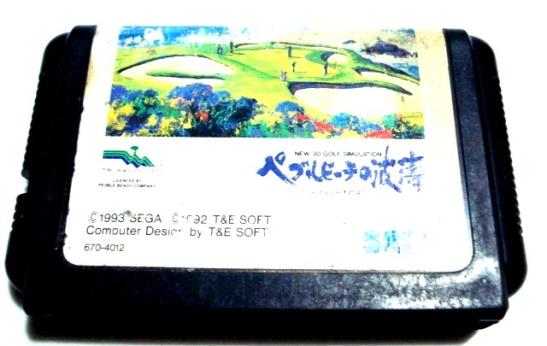 NEW 3D GOLF SIMULATION
ペブルビーチの波濤
LICENCED BY
PEBBLE BEACH COMPANY
©1993 SEGA ©1992 T&E SOFT
Computer Design by T&E SOFT
670-4012